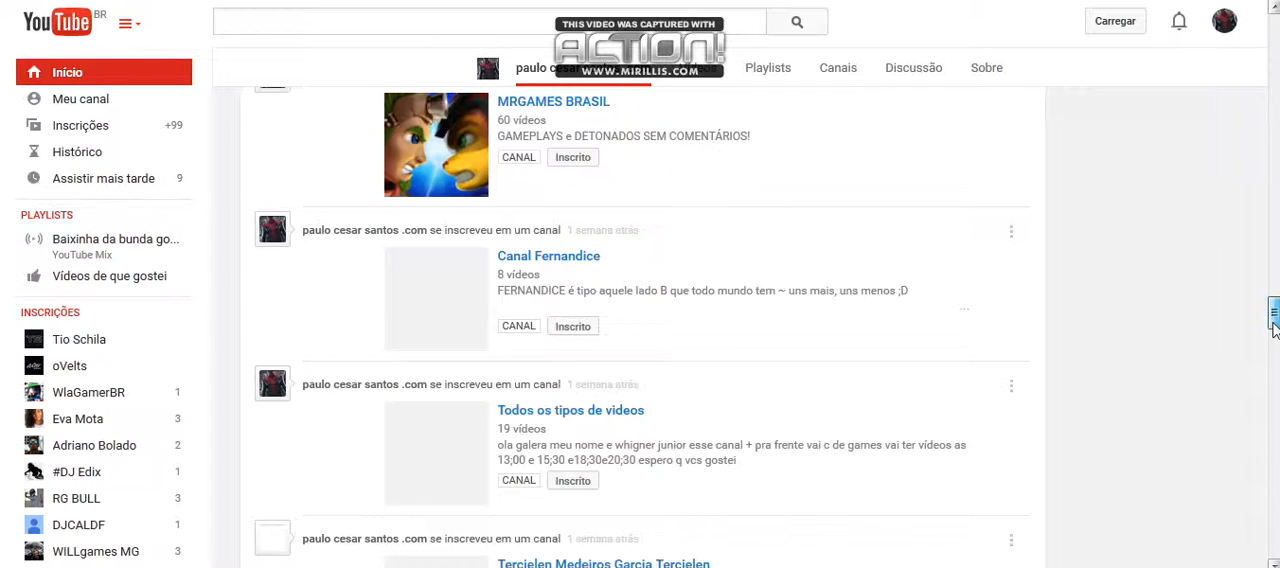 YouTube BR
Carregar
THIS VIDEO WAS CAPTURED WITH
ACTION!
WWW.MIRILLIS.COM
paulo cesar
Playlists
Canais
Discussão
Sobre
Início
Meu canal
Inscrições +99
Histórico
Assistir mais tarde 9
PLAYLISTS
Baixinha da bunda go...
YouTube Mix
Vídeos de que gostei
INSCRIÇÕES
Tio Schila
oVelts
WlaGamerBR 1
Eva Mota 3
Adriano Bolado 2
#DJ Edix 1
RG BULL 3
DJCALDF 1
WILLgames MG 3
MRGAMES BRASIL
60 vídeos
GAMEPLAYS e DETONADOS SEM COMENTÁRIOS!
CANAL Inscrito
paulo cesar santos .com se inscreveu em um canal 1 semana atrás
Canal Fernandice
8 vídeos
FERNANDICE é tipo aquele lado B que todo mundo tem ~ uns mais, uns menos ;D
...
CANAL Inscrito
paulo cesar santos .com se inscreveu em um canal 1 semana atrás
Todos os tipos de videos
19 vídeos
ola galera meu nome e whigner junior esse canal + pra frente vai c de games vai ter vídeos as
13;00 e 15;30 e18;30e20;30 espero q vcs gostei
CANAL Inscrito
paulo cesar santos .com se inscreveu em um canal 1 semana atrás
Tercielen Medeiros Garcia Tercielen